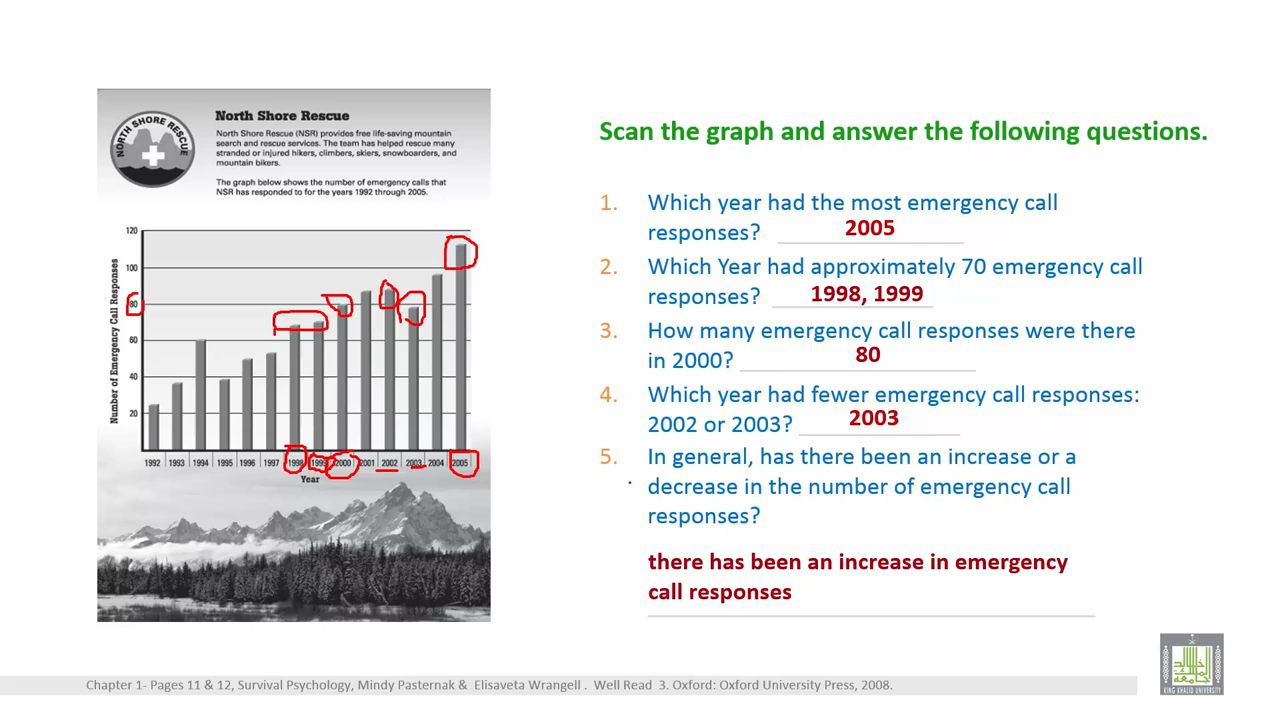 NORTH SHORE RESCUE
North Shore Rescue
North Shore Rescue (NSR) provides free life-saving mountain
search and rescue services. The team has helped rescue many
stranded or injured hikers, climbers, skiers, snowboarders, and
mountain bikers.
The graph below shows the number of emergency calls that
NSR has responded to for the years 1992 through 2005.
Number of Emergency Call Responses
120
100
80
60
40
20
1992 1993 1994 1995 1996 1997 1998 1999 2000 2001 2002 2003 2004 2005
Year
Scan the graph and answer the following questions.
1. Which year had the most emergency call
responses? 2005
2. Which Year had approximately 70 emergency call
responses? 1998, 1999
3. How many emergency call responses were there
in 2000? 80
4. Which year had fewer emergency call responses:
2002 or 2003? 2003
5. In general, has there been an increase or a
decrease in the number of emergency call
responses?
there has been an increase in emergency
call responses
Chapter 1- Pages 11 & 12, Survival Psychology, Mindy Pasternak & Elisaveta Wrangell . Well Read 3. Oxford: Oxford University Press, 2008.
KING KHALID UNIVERSITY